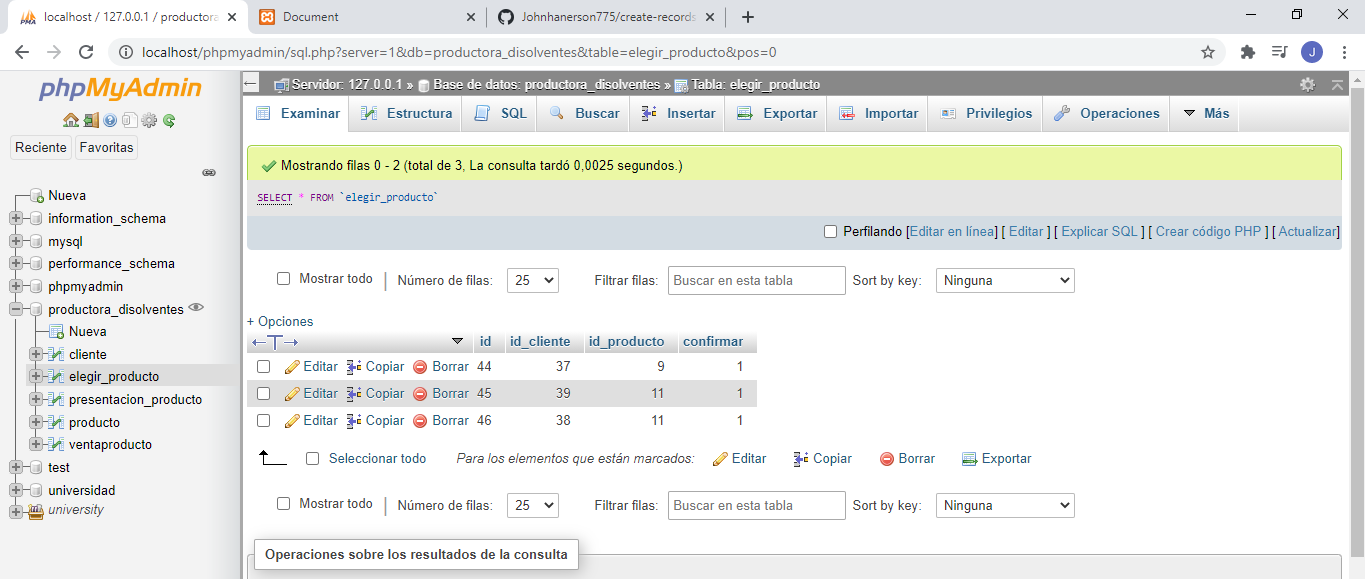 localhost / 127.0.0.1 / productora
Document
Johnhanerson775/create-records
localhost/phpmyadmin/sql.php?server=1&db=productora_disolventes&table=elegir_producto&pos=0
J
phpMyAdmin
Reciente Favoritas
Nueva
information_schema
mysql
performance_schema
phpmyadmin
productora_disolventes
Nueva
cliente
elegir_producto
presentacion_producto
producto
ventaproducto
test
universidad
university
Servidor: 127.0.0.1 » Base de datos: productora_disolventes » Tabla: elegir_producto
Examinar Estructura SQL Buscar Insertar Exportar Importar Privilegios Operaciones Más
Mostrando filas 0 - 2 (total de 3, La consulta tardó 0,0025 segundos.)
SELECT * FROM `elegir_producto`
Perfilando [Editar en línea] [ Editar ] [ Explicar SQL ] [ Crear código PHP ] [ Actualizar]
Mostrar todo | Número de filas: 25 Filtrar filas: Buscar en esta tabla Sort by key: Ninguna
+ Opciones
←T→ id id_cliente id_producto confirmar
Editar Copiar Borrar 44 37 9 1
Editar Copiar Borrar 45 39 11 1
Editar Copiar Borrar 46 38 11 1
Seleccionar todo Para los elementos que están marcados: Editar Copiar Borrar Exportar
Mostrar todo | Número de filas: 25 Filtrar filas: Buscar en esta tabla Sort by key: Ninguna
Operaciones sobre los resultados de la consulta